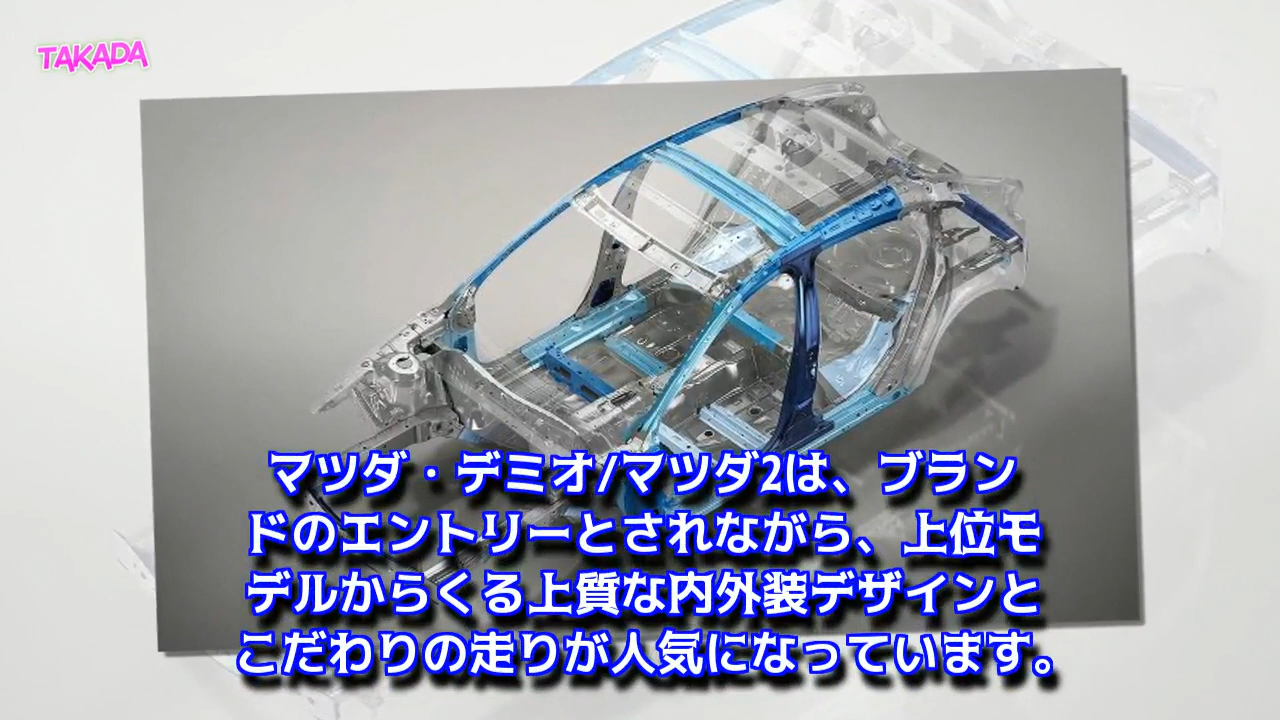 TAKADA
マツダ・デミオ/マツダ2は、ブラン
ドのエントリーとされながら、上位モ
デルからくる上質な内外装デザインと
こだわりの走りが人気になっています。